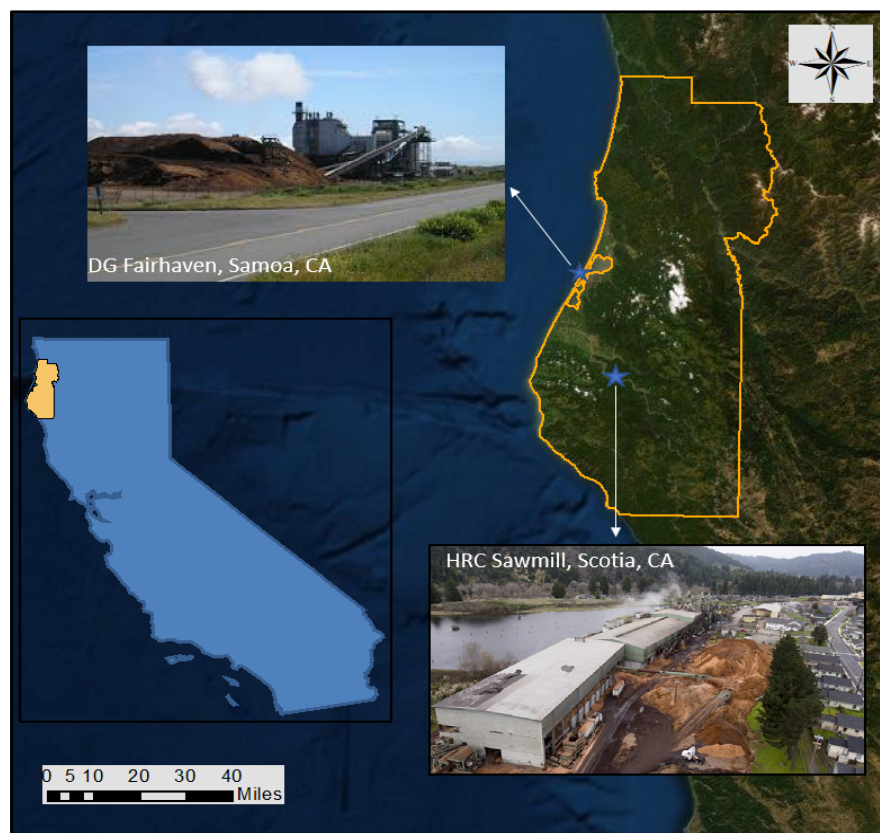 N
W E
S
DG Fairhaven, Samoa, CA
HRC Sawmill, Scotia, CA
0 5 10 20 30 40
Miles